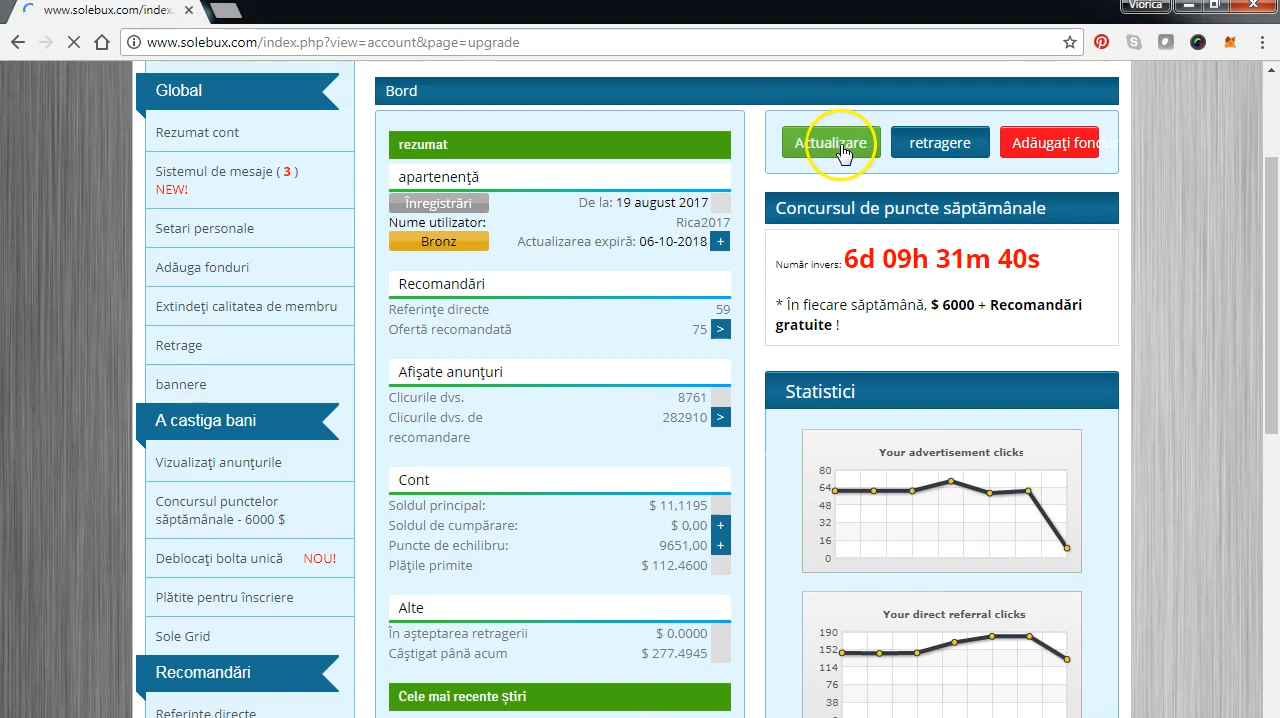 www.solebux.com/index
Viorica
www.solebux.com/index.php?view=account&page=upgrade
Global
Rezumat cont
Sistemul de mesaje ( 3 )
NEW!
Setari personale
Adăuga fonduri
Extindeți calitatea de membru
Retrage
bannere
A castiga bani
Vizualizați anunțurile
Concursul punctelor
săptămânale - 6000 $
Deblocați bolta unică NOU!
Plătite pentru înscriere
Sole Grid
Recomandări
Referințe directe
Bord
rezumat
apartenență
Înregistrări De la: 19 august 2017
Nume utilizator: Rica2017
Bronz Actualizarea expiră: 06-10-2018 +
Recomandări
Referințe directe 59
Ofertă recomandată 75 >
Afișate anunțuri
Clicurile dvs. 8761
Clicurile dvs. de 282910 >
recomandare
Cont
Soldul principal: $ 11,1195
Soldul de cumpărare: $ 0,00 +
Puncte de echilibru: 9651,00 +
Plățile primite $ 112.4600
Alte
În așteptarea retragerii $ 0.0000
Câștigat până acum $ 277.4945
Cele mai recente știri
Actualizare retragere Adăugați fonduri
Concursul de puncte săptămânale
Număr invers: 6d 09h 31m 40s
* În fiecare săptămână, $ 6000 + Recomandări
gratuite !
Statistici
Your advertisement clicks
80
64
48
32
16
0
Your direct referral clicks
190
152
114
76
38